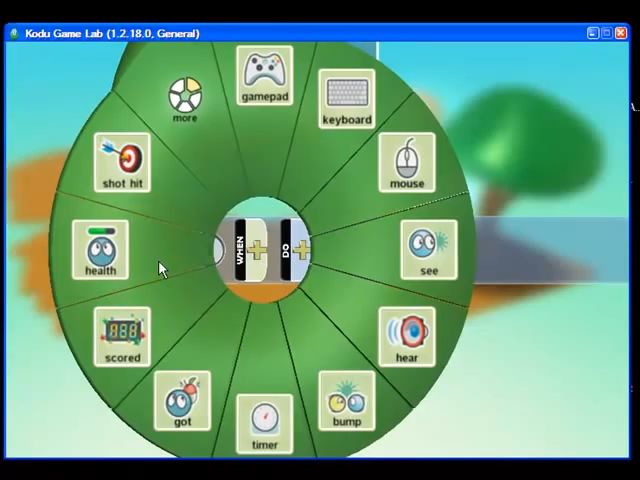 Kodu Game Lab (1.2.18.0, General)
gamepad
more
keyboard
shot hit
mouse
health
WHEN
DO
see
scored
hear
got
bump
timer